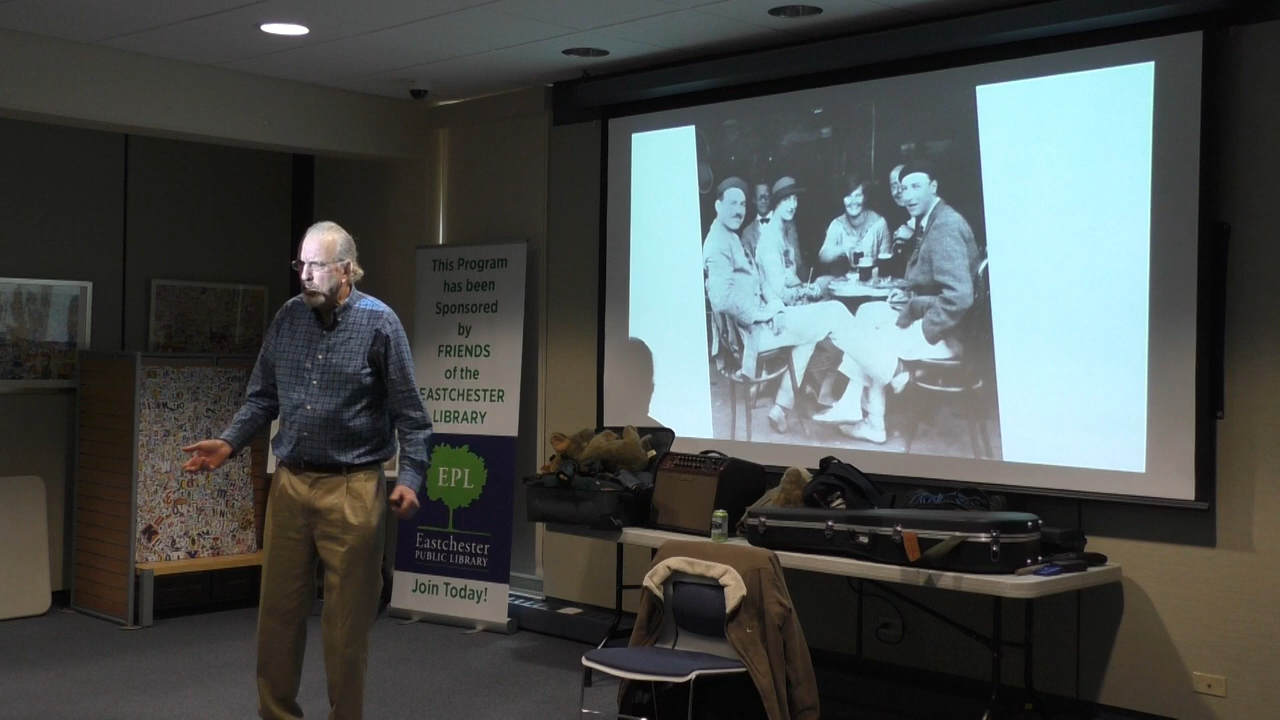 This Program
has been
Sponsored
by
FRIENDS
of the
EASTCHESTER
LIBRARY
EPL
Eastchester
PUBLIC LIBRARY
Join Today!